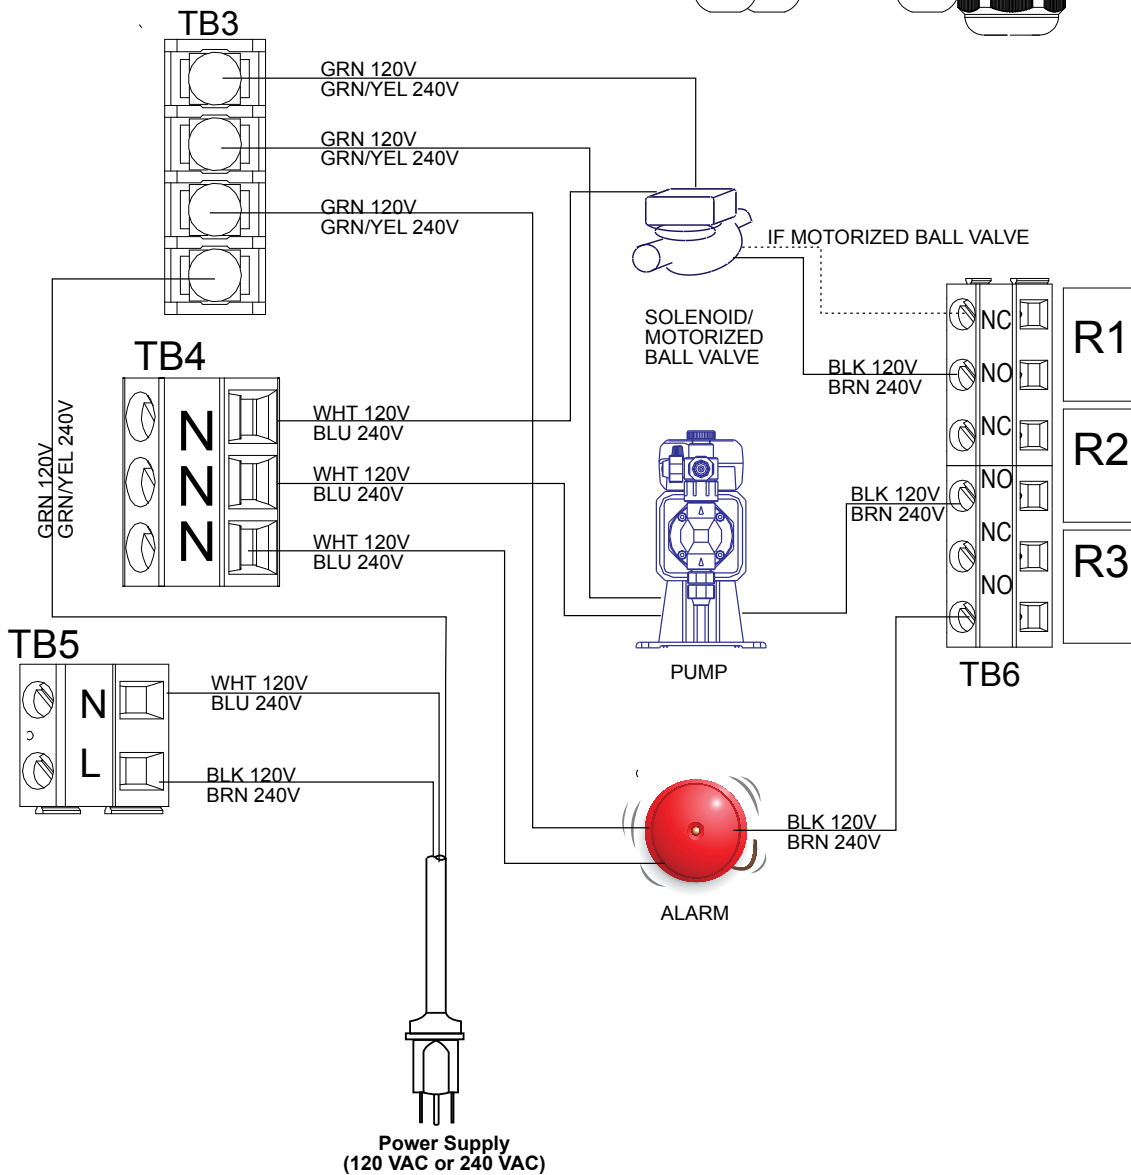 TB3
GRN 120V
GRN/YEL 240V
GRN 120V
GRN/YEL 240V
GRN 120V
GRN/YEL 240V
IF MOTORIZED BALL VALVE
SOLENOID/
MOTORIZED
BALL VALVE
NC
R1
NO
BLK 120V
BRN 240V
NC
R2
NO
BLK 120V
BRN 240V
NC
R3
NO
TB6
TB4
N
WHT 120V
BLU 240V
N
WHT 120V
BLU 240V
N
WHT 120V
BLU 240V
GRN 120V
GRN/YEL 240V
PUMP
TB5
N
WHT 120V
BLU 240V
L
BLK 120V
BRN 240V
BLK 120V
BRN 240V
ALARM
Power Supply
(120 VAC or 240 VAC)